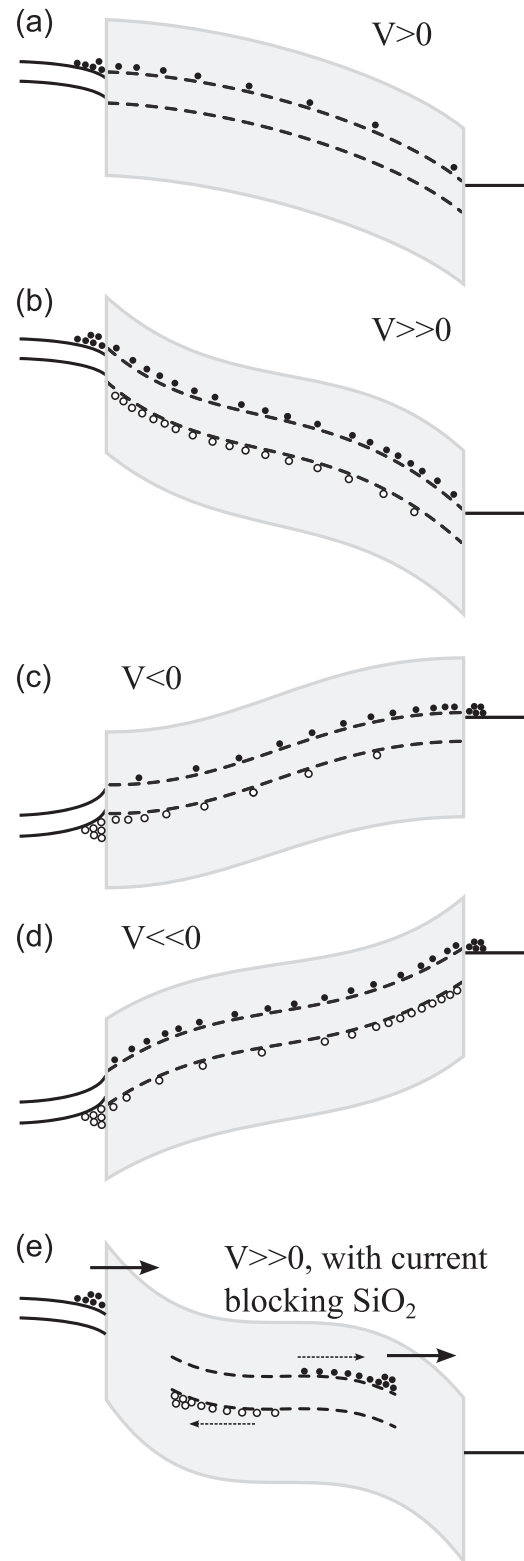 (a)
V>0
(b)
V>>0
(c)
V<0
(d)
V<<0
(e)
V>>0, with current
blocking SiO₂